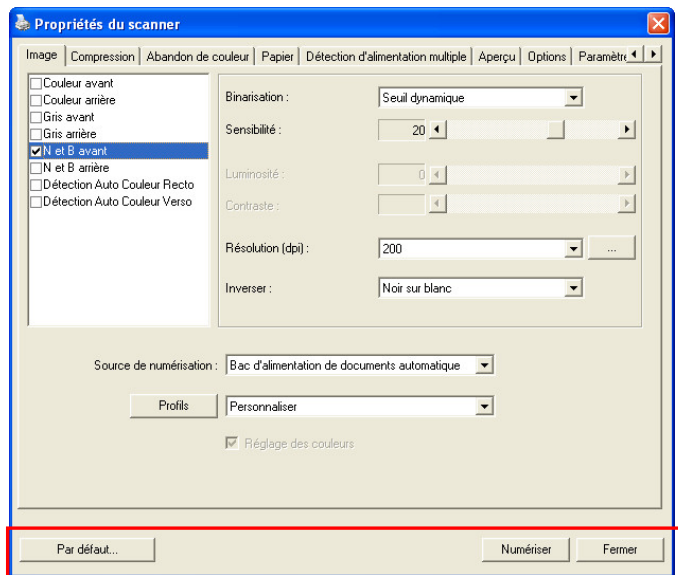 Propriétés du scanner
Image Compression Abandon de couleur Papier Détection d'alimentation multiple Aperçu Options Paramètre
Couleur avant
Couleur arrière
Gris avant
Gris arrière
N et B avant
N et B arrière
Détection Auto Couleur Recto
Détection Auto Couleur Verso
Binarisation : Seuil dynamique
Sensibilité : 20
Luminosité : 0
Contraste :
Résolution (dpi) : 200 ...
Inverser : Noir sur blanc
Source de numérisation : Bac d'alimentation de documents automatique
Profils Personnaliser
Réglage des couleurs
Par défaut... Numériser Fermer